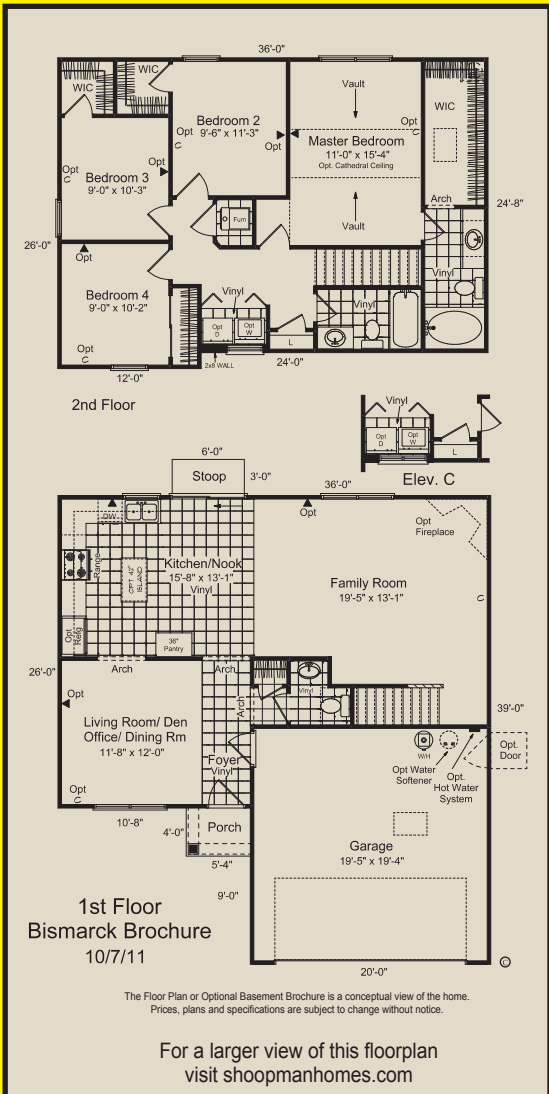 36'-0"
WIC
WIC
Vault
WIC
Bedroom 2
9'-6" x 11'-3"
Opt
C
Opt
Opt
C
Master Bedroom
11'-0" x 15'-4"
Opt. Cathedral Ceiling
Opt
C
Opt
Bedroom 3
9'-0" x 10'-3"
Arch
24'-8"
Furn
Vault
26'-0"
Opt
Vinyl
Bedroom 4
9'-0" x 10'-2"
Vinyl
Vinyl
Opt
D
Opt
W
Opt
C
L
2x8 WALL
24'-0"
12'-0"
2nd Floor
Vinyl
Opt
D
Opt
W
L
Elev. C
6'-0"
Stoop
3'-0"
36'-0"
DW
Opt
Opt
Fireplace
Range
Kitchen/Nook
15'-8" x 13'-1"
Vinyl
OPT. 42"
ISLAND
Family Room
19'-5" x 13'-1"
C
Opt
Refg
36"
Pantry
26'-0"
Arch
Arch
Vinyl
Opt
Arch
39'-0"
Living Room/ Den
Office/ Dining Rm
11'-8" x 12'-0"
W/H
Opt.
Door
Foyer
Vinyl
Opt Water
Softener
Opt.
Hot Water
System
Opt
C
10'-8"
4'-0"
Porch
Garage
19'-5" x 19'-4"
5'-4"
9'-0"
1st Floor
Bismarck Brochure
10/7/11
20'-0"
©
The Floor Plan or Optional Basement Brochure is a conceptual view of the home.
Prices, plans and specifications are subject to change without notice.
For a larger view of this floorplan
visit shoopmanhomes.com